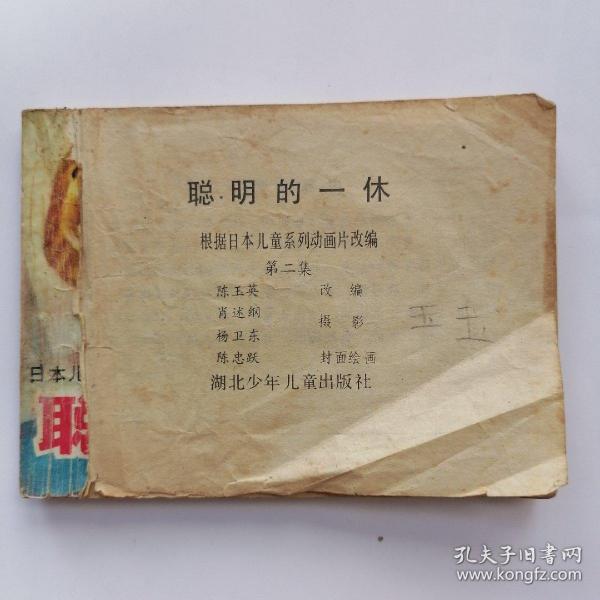 聪明的一休
根据日本儿童系列动画片改编
第二集
陈玉英 改编
肖述纲
杨卫东 摄影
陈忠跃 封面绘画
湖北少年儿童出版社
玉玉
日本儿
聪
孔夫子旧书网
www.kongfz.com